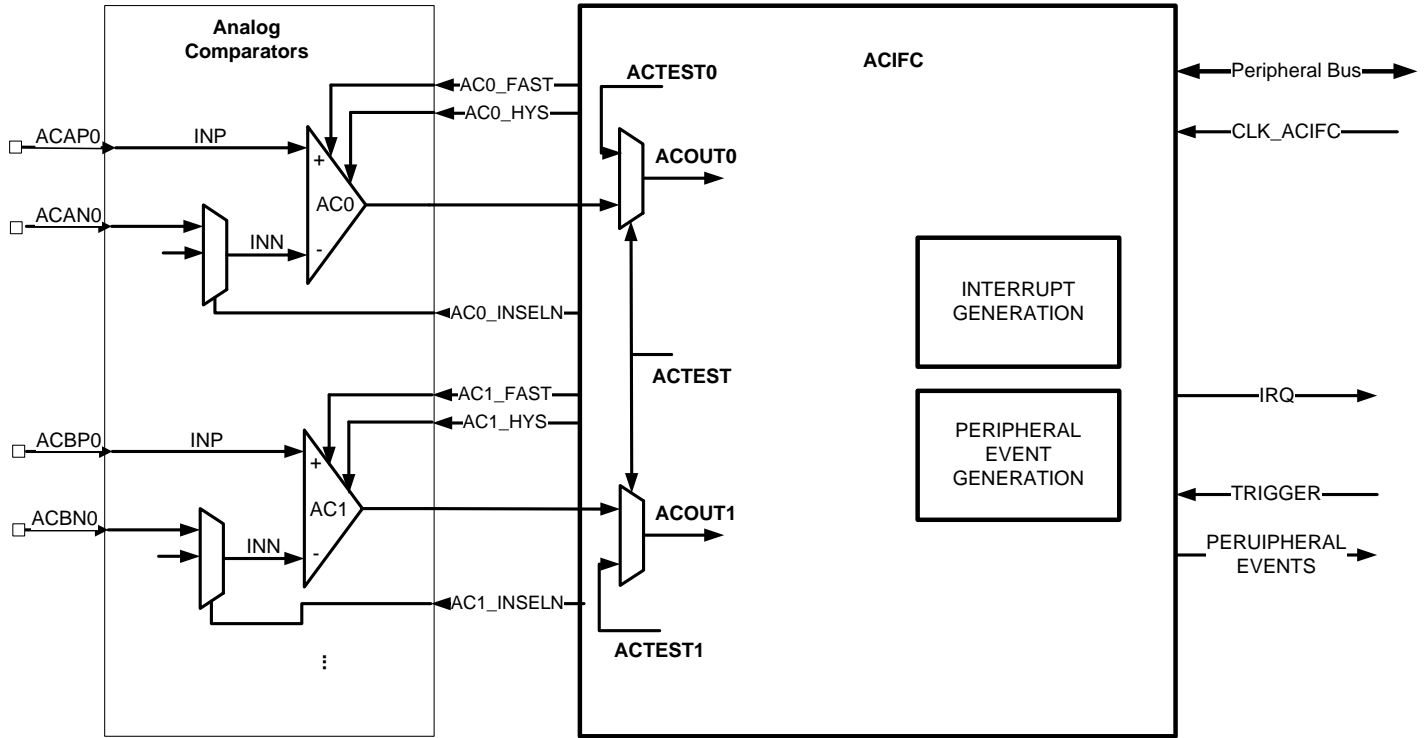 Analog
Comparators
ACIFC
ACTEST0
AC0_FAST
AC0_HYS
Peripheral Bus
CLK_ACIFC
ACAP0
INP
+
AC0
ACOUT0
ACAN0
INN
-
INTERRUPT
GENERATION
AC0_INSELN
ACTEST
AC1_FAST
AC1_HYS
IRQ
ACBP0
INP
+
AC1
PERIPHERAL
EVENT
GENERATION
TRIGGER
ACBN0
INN
-
ACOUT1
PERUIPHERAL
EVENTS
AC1_INSELN
ACTEST1
...